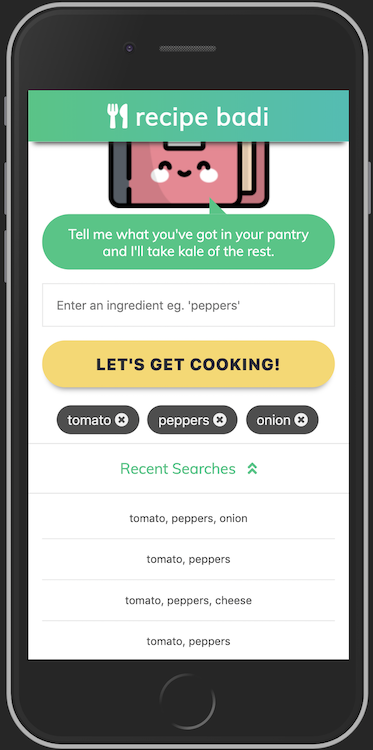 recipe badi
Tell me what you've got in your pantry
and I'll take kale of the rest.
Enter an ingredient eg. 'peppers'
LET'S GET COOKING!
tomato peppers onion
Recent Searches
tomato, peppers, onion
tomato, peppers
tomato, peppers, cheese
tomato, peppers